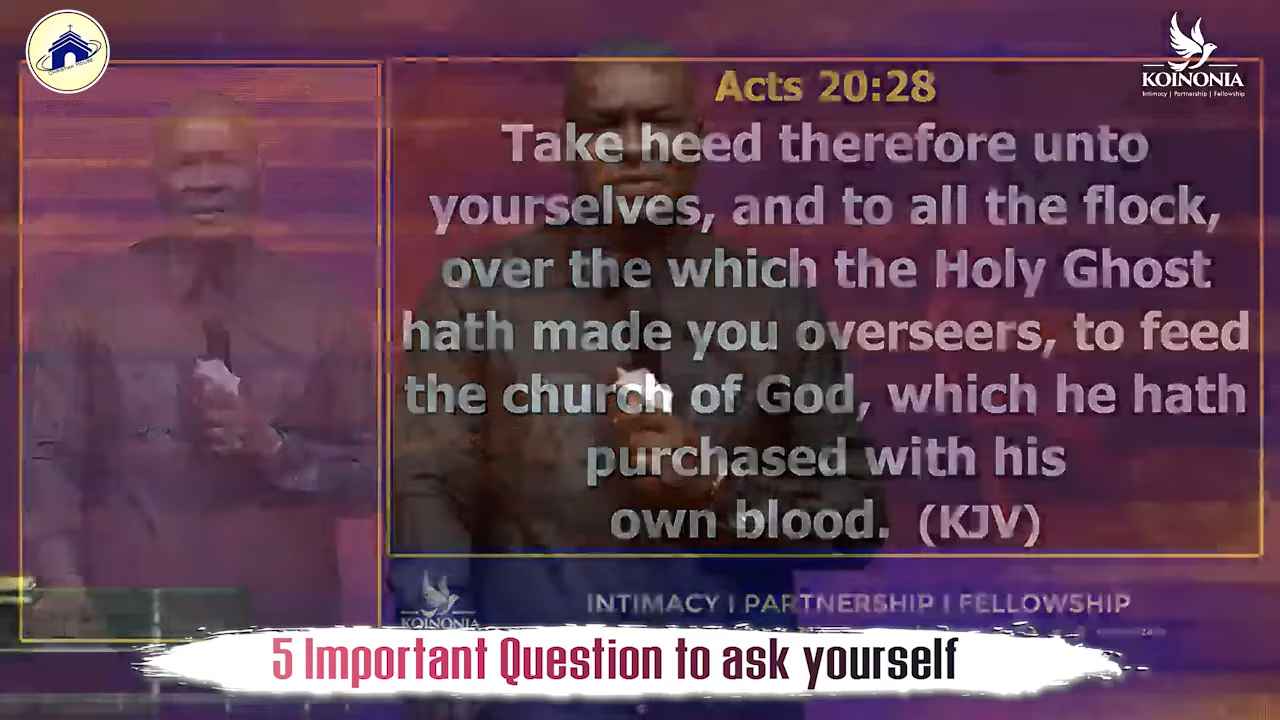 CHRISTIAN HOUSE
KOINONIA
Intimacy | Partnership | Fellowship
Acts 20:28
Take heed therefore unto
yourselves, and to all the flock,
over the which the Holy Ghost
hath made you overseers, to feed
the church of God, which he hath
purchased with his
own blood. (KJV)
KOINONIA
INTIMACY | PARTNERSHIP | FELLOWSHIP
5 Important Question to ask yourself